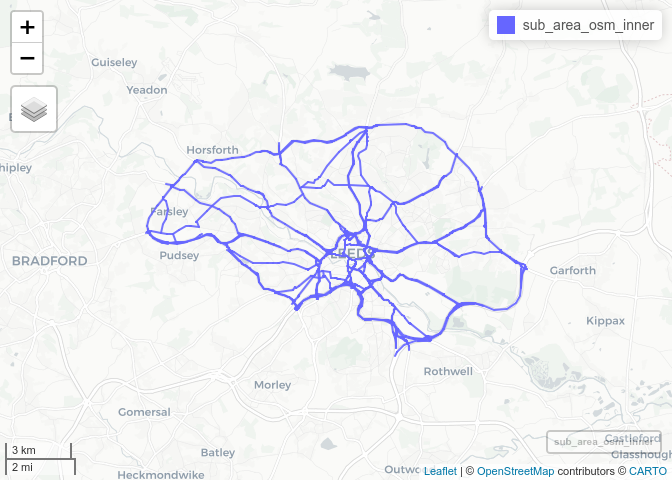 +
−
sub_area_osm_inner
Guiseley
Yeadon
Horsforth
hipley
Farsley
LEEDS
BRADFORD
Pudsey
Garforth
Kippax
Rothwell
Morley
Gomersal
Batley
Heckmondwike
Outwo
sub_area_osm_inner
Castleford
Glasshough
3 km
2 mi
Leaflet | © OpenStreetMap contributors © CARTO